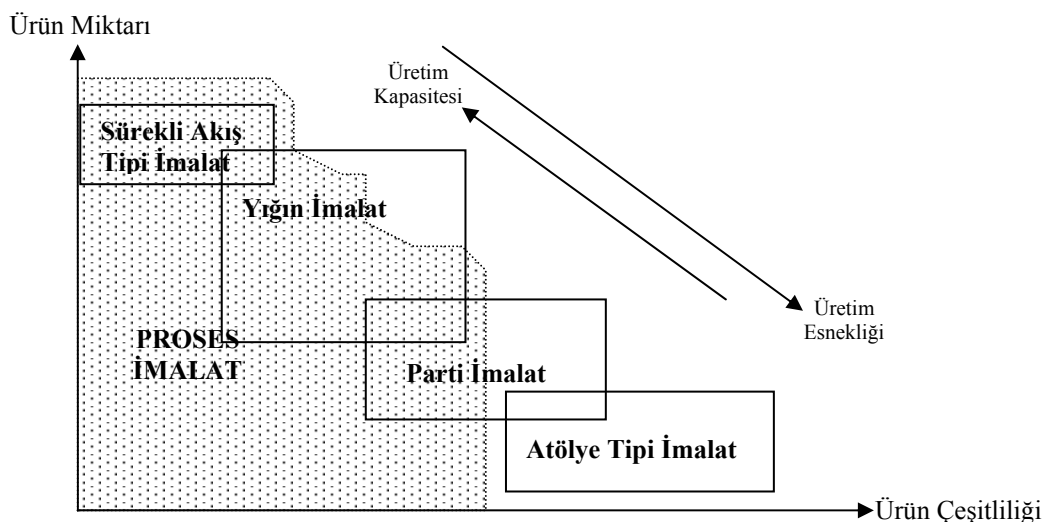 Ürün Miktarı
Üretim
Kapasitesi
Sürekli Akış
Tipi İmalat
Yığın İmalat
Üretim
Esnekliği
PROSES
İMALAT
Parti İmalat
Atölye Tipi İmalat
Ürün Çeşitliliği